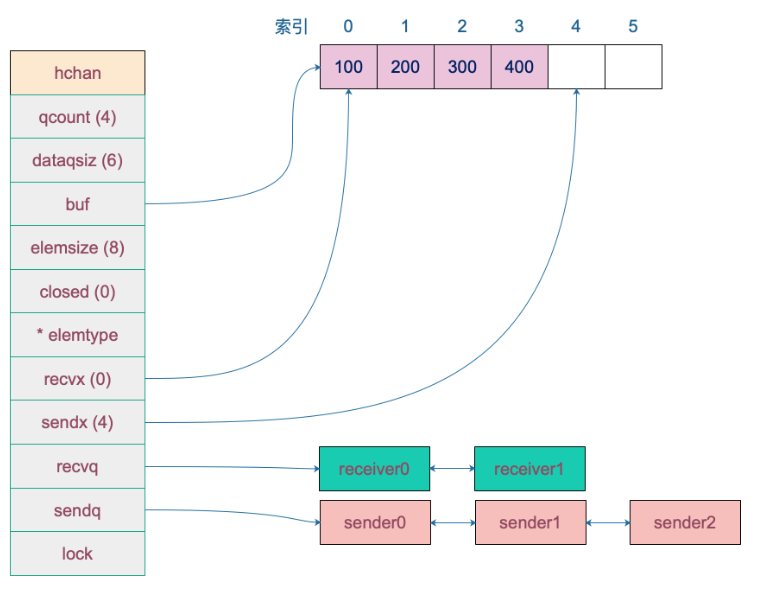 索引 0 1 2 3 4 5
100 200 300 400
hchan
qcount (4)
dataqsiz (6)
buf
elemsize (8)
closed (0)
* elemtype
recvx (0)
sendx (4)
recvq
receiver0 receiver1
sendq
sender0 sender1 sender2
lock